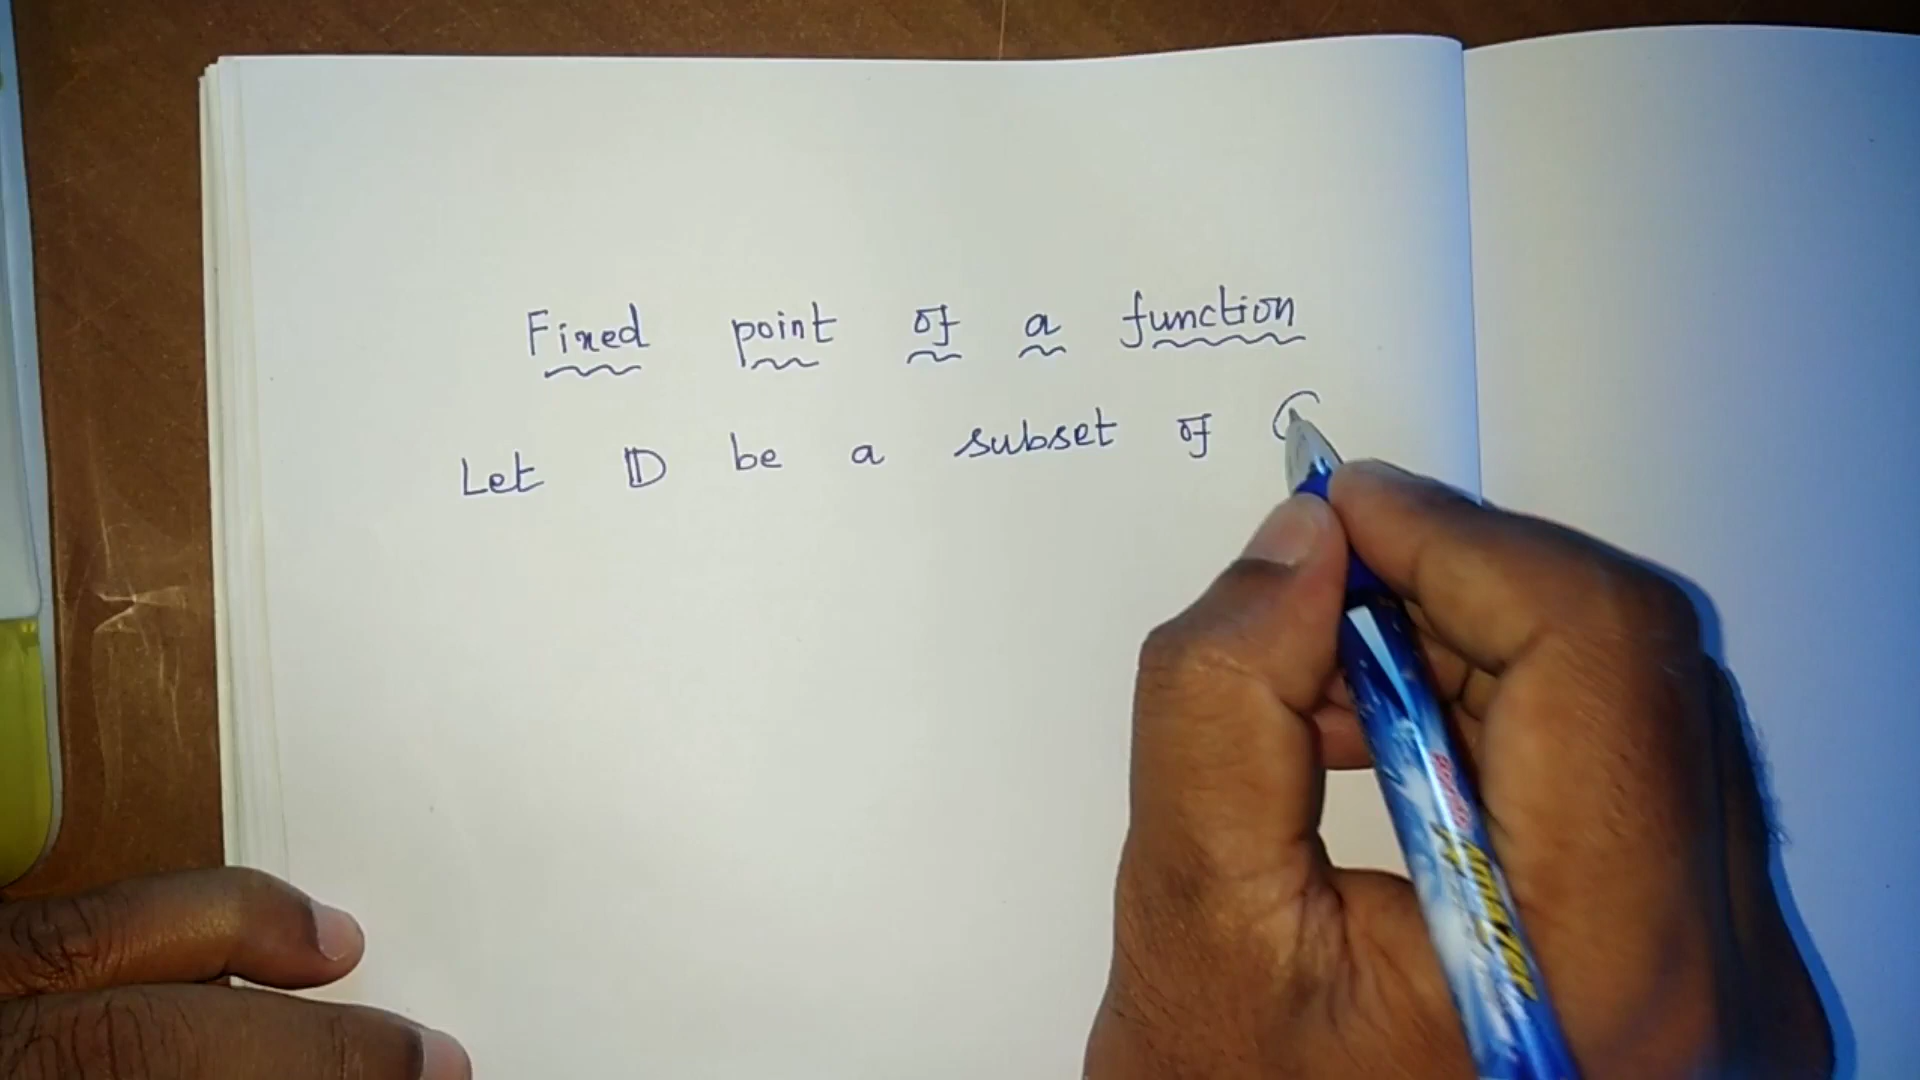 Fixed point of a function
Let 𝔻 be a subset of